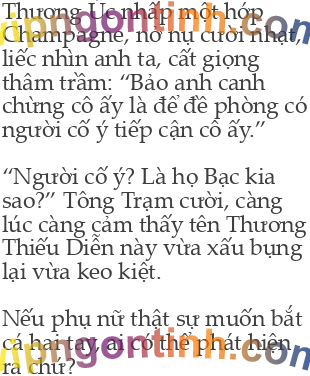 Thương Úc nhấp một hớp
Champagne, nở nụ cười nhạt,
liếc nhìn anh ta, cất giọng
thâm trầm: “Bảo anh canh
chừng cô ấy là để đề phòng có
người cố ý tiếp cận cô ấy.”
“Người cố ý? Là họ Bạc kia
sao?” Tông Trạm cười, càng
lúc càng cảm thấy tên Thương
Thiếu Diễn này vừa xấu bụng
lại vừa keo kiệt.
Nếu phụ nữ thật sự muốn bắt
cá hai tay, ai có thể phát hiện
ra chứ?
vipngontinh.com
vipngontinh.com